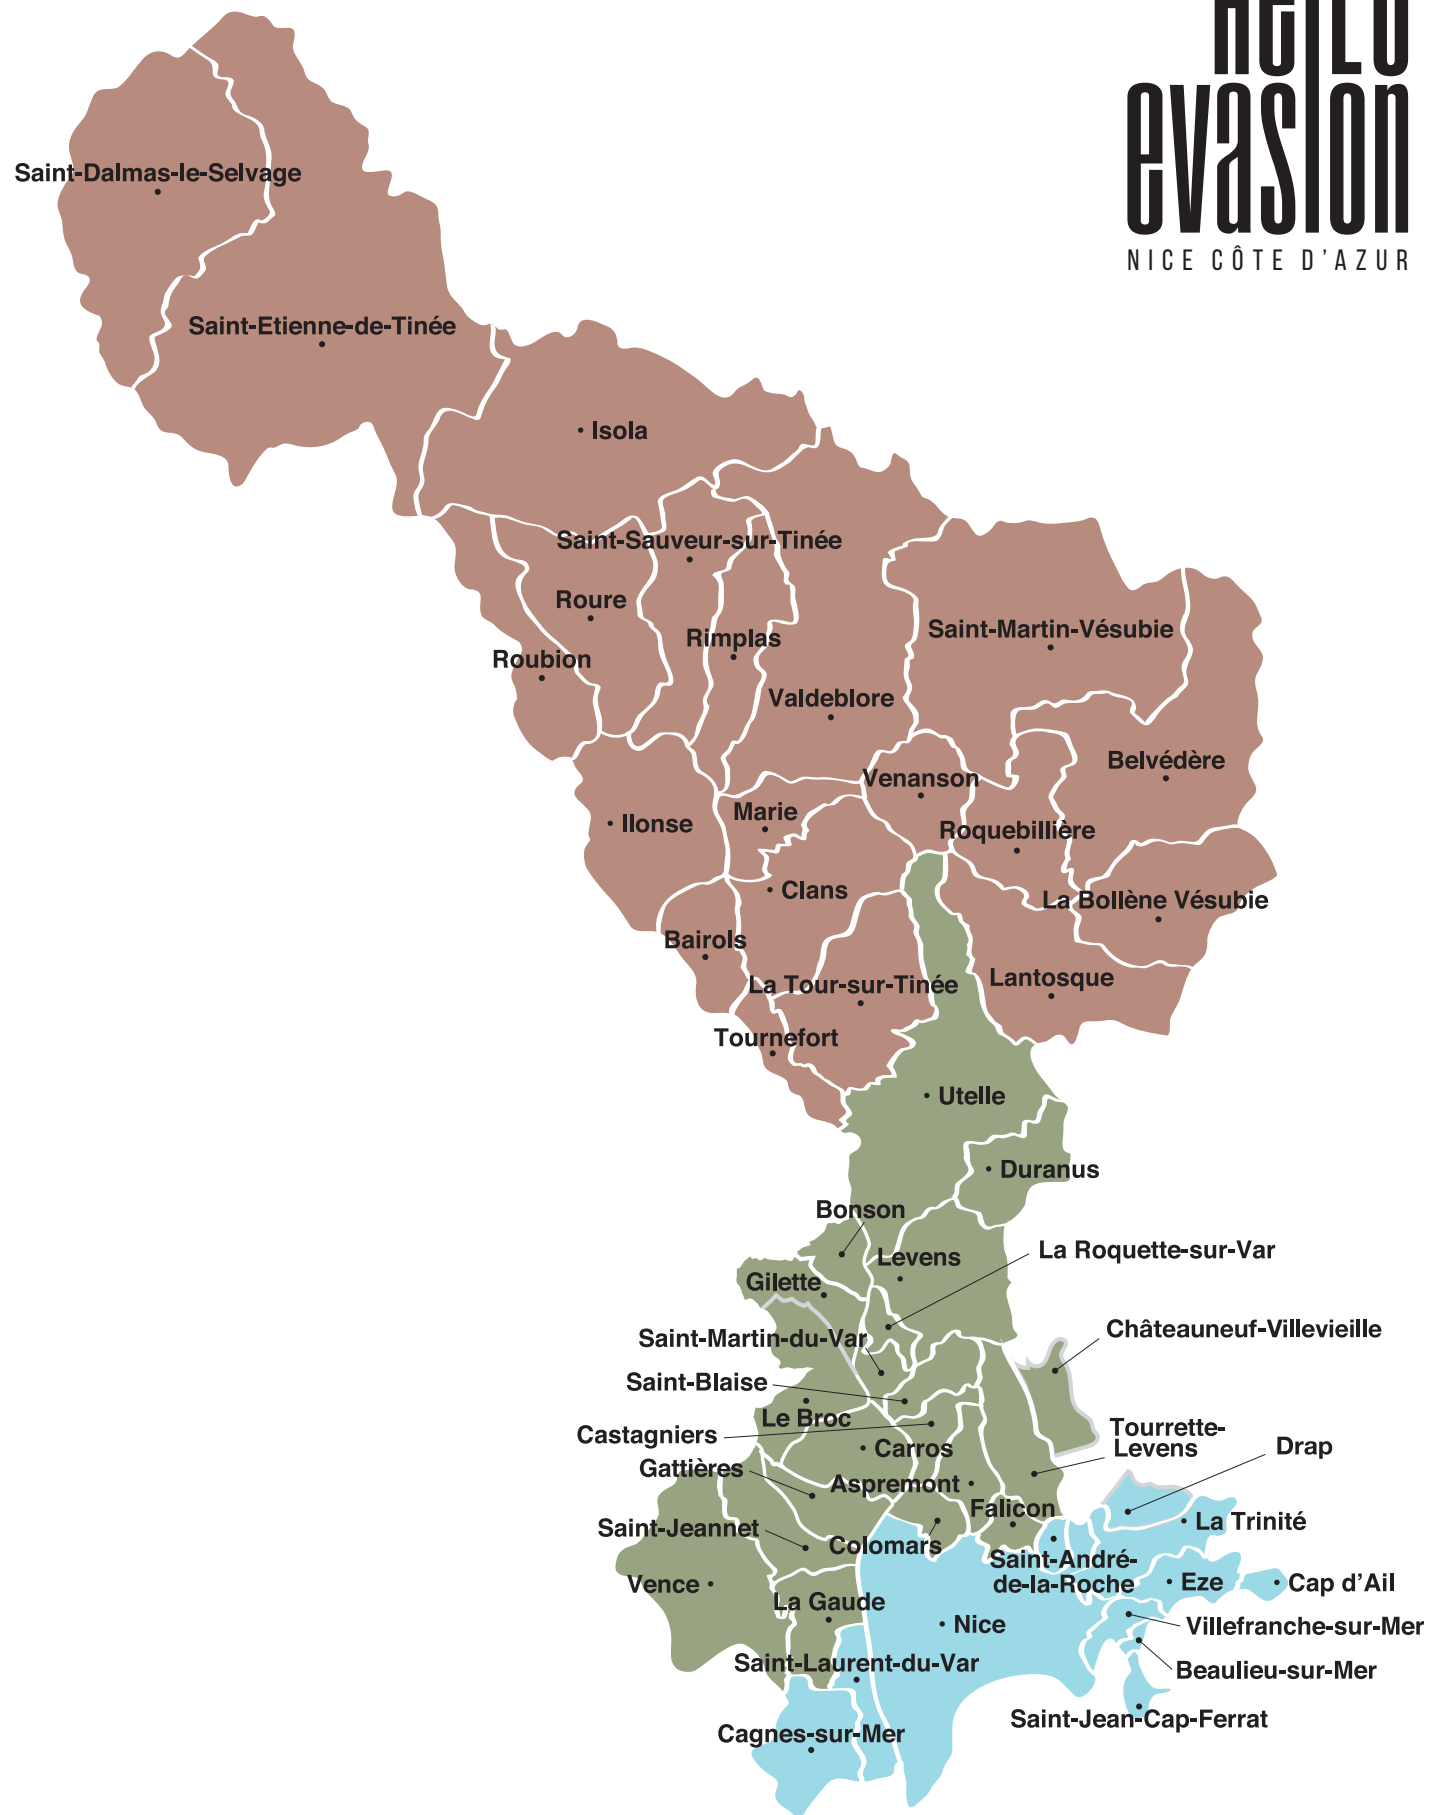 evasion
NICE CÔTE D'AZUR
Saint-Dalmas-le-Selvage
Saint-Etienne-de-Tinée
Isola
Saint-Sauveur-sur-Tinée
Roure
Saint-Martin-Vésubie
Rimplas
Roubion
Valdeblore
Belvédère
Venanson
Marie
Ilonse
Roquebillière
Clans
La Bollène Vésubie
Bairols
Lantosque
La Tour-sur-Tinée
Tournefort
Utelle
Duranus
Bonson
La Roquette-sur-Var
Levens
Gilette
Châteauneuf-Villevieille
Saint-Martin-du-Var
Saint-Blaise
Le Broc
Tourrette-
Levens
Castagniers
Carros
Drap
Gattières
Aspremont
Falicon
La Trinité
Saint-Jeannet
Colomars
Saint-André-
de-la-Roche
Vence
Eze
Cap d'Ail
La Gaude
Nice
Villefranche-sur-Mer
Saint-Laurent-du-Var
Beaulieu-sur-Mer
Saint-Jean-Cap-Ferrat
Cagnes-sur-Mer